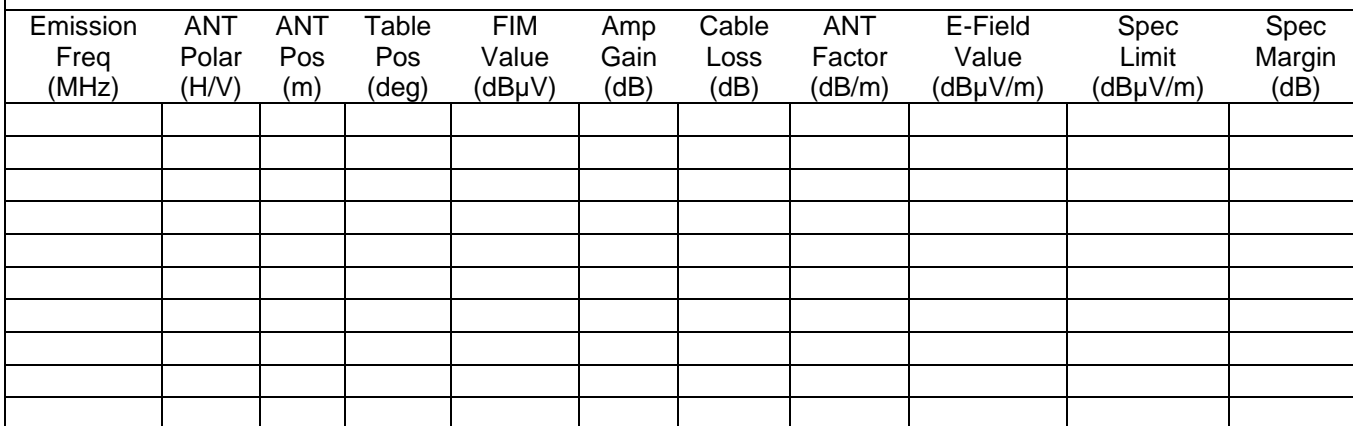 Emission ANT ANT Table FIM Amp Cable ANT E-Field Spec Spec
Freq Polar Pos Pos Value Gain Loss Factor Value Limit Margin
(MHz) (H/V) (m) (deg) (dBµV) (dB) (dB) (dB/m) (dBµV/m) (dBµV/m) (dB)